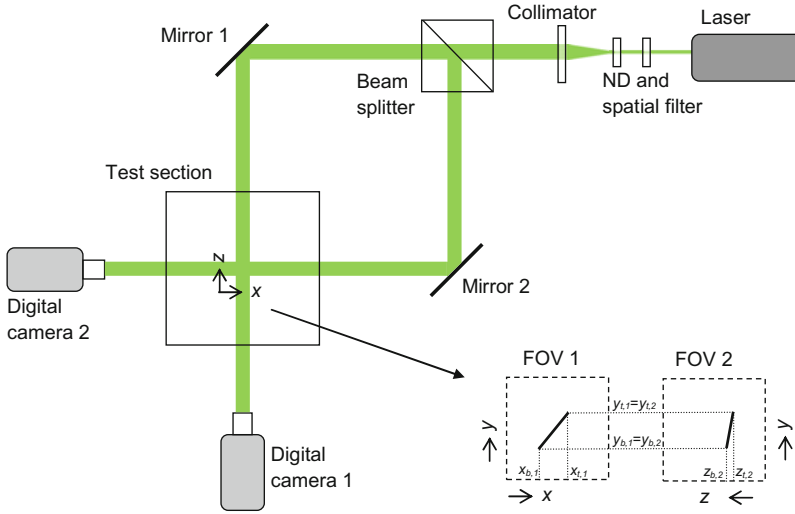 Collimator
Laser
Mirror 1
Beam
splitter
ND and
spatial filter
Test section
z
x
Mirror 2
Digital
camera 2
Digital
camera 1
FOV 1
FOV 2
y_{t,1}=y_{t,2}
y
y
y_{b,1}=y_{b,2}
x_{b,1} x_{t,1}
z_{b,2} z_{t,2}
x
z